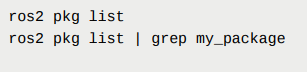 ros2 pkg list
ros2 pkg list | grep my_package